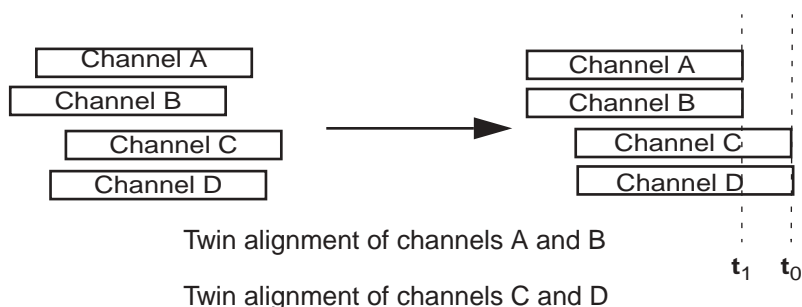 Channel A
Channel B
Channel C
Channel D
Channel A
Channel B
Channel C
Channel D
Twin alignment of channels A and B
t1 t0
Twin alignment of channels C and D